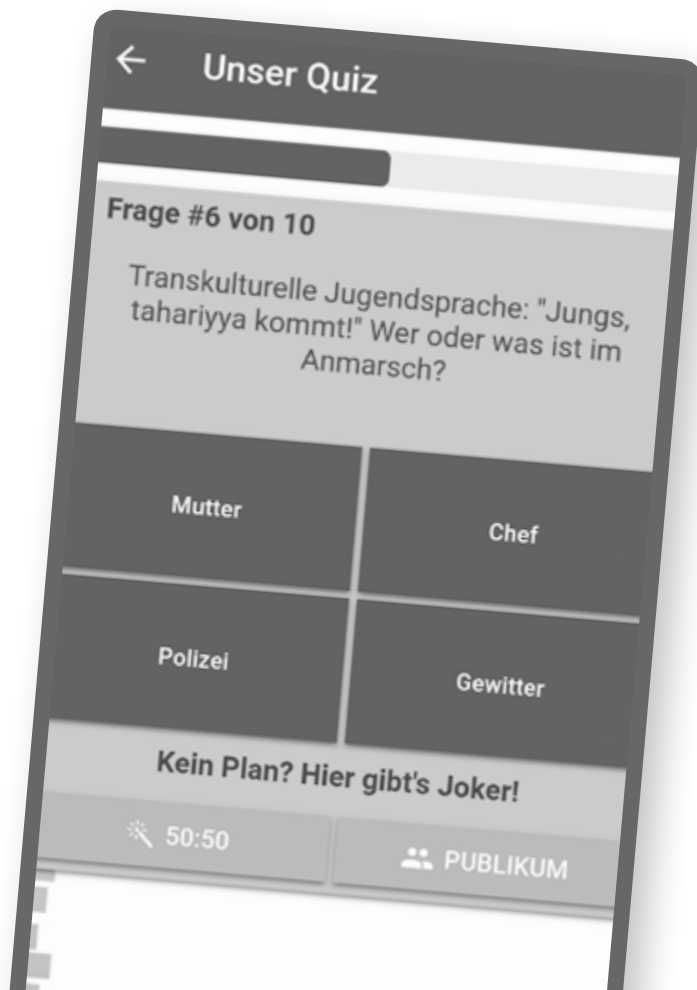 Unser Quiz
Frage #6 von 10
Transkulturelle Jugendsprache: "Jungs,
tahariyya kommt!" Wer oder was ist im
Anmarsch?
Mutter
Chef
Polizei
Gewitter
Kein Plan? Hier gibt's Joker!
50:50
PUBLIKUM